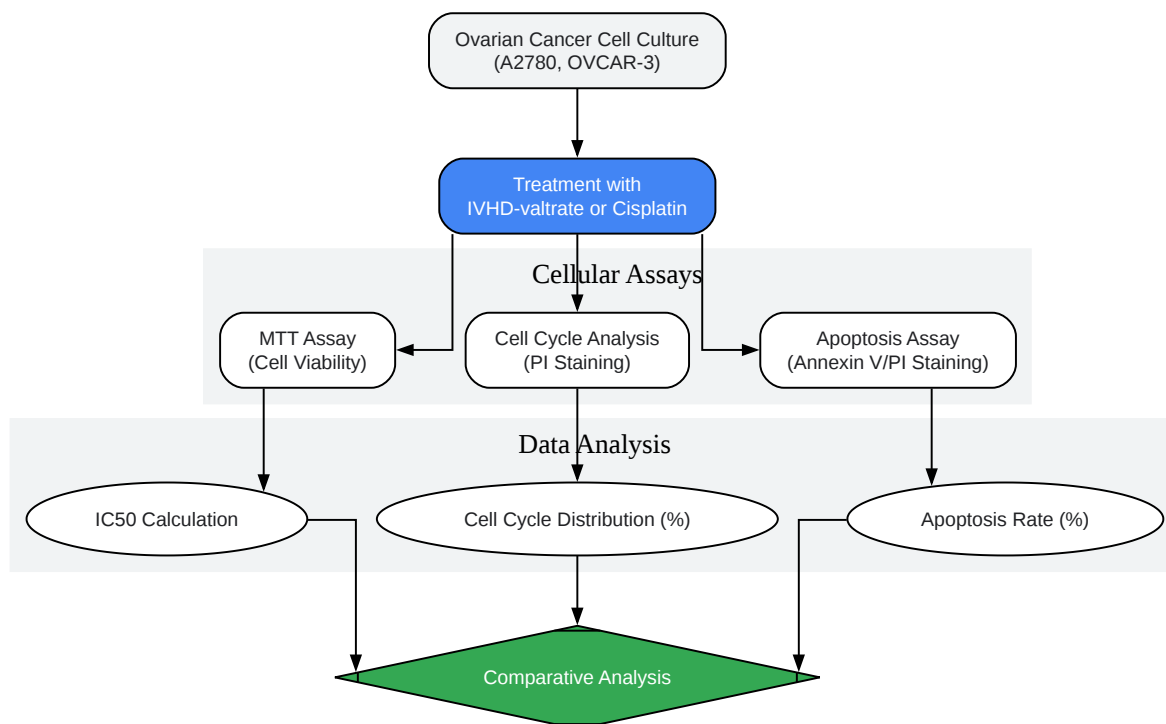 Ovarian Cancer Cell Culture
(A2780, OVCAR-3)
Treatment with
IVHD-valtrate or Cisplatin
Cellular Assays
MTT Assay
(Cell Viability)
Cell Cycle Analysis
(PI Staining)
Apoptosis Assay
(Annexin V/PI Staining)
Data Analysis
IC50 Calculation
Cell Cycle Distribution (%)
Apoptosis Rate (%)
Comparative Analysis